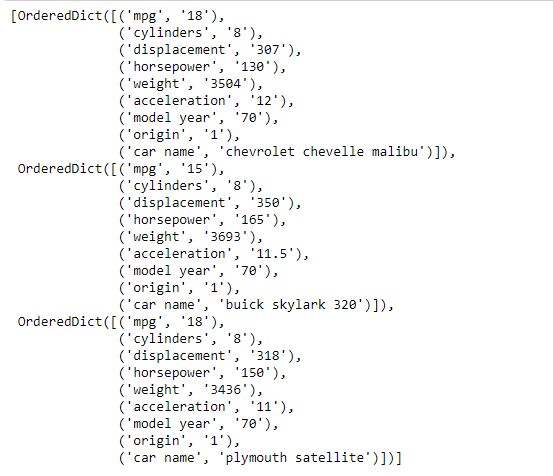 [OrderedDict([('mpg', '18'),
('cylinders', '8'),
('displacement', '307'),
('horsepower', '130'),
('weight', '3504'),
('acceleration', '12'),
('model year', '70'),
('origin', '1'),
('car name', 'chevrolet chevelle malibu')]),
OrderedDict([('mpg', '15'),
('cylinders', '8'),
('displacement', '350'),
('horsepower', '165'),
('weight', '3693'),
('acceleration', '11.5'),
('model year', '70'),
('origin', '1'),
('car name', 'buick skylark 320')]),
OrderedDict([('mpg', '18'),
('cylinders', '8'),
('displacement', '318'),
('horsepower', '150'),
('weight', '3436'),
('acceleration', '11'),
('model year', '70'),
('origin', '1'),
('car name', 'plymouth satellite')])]